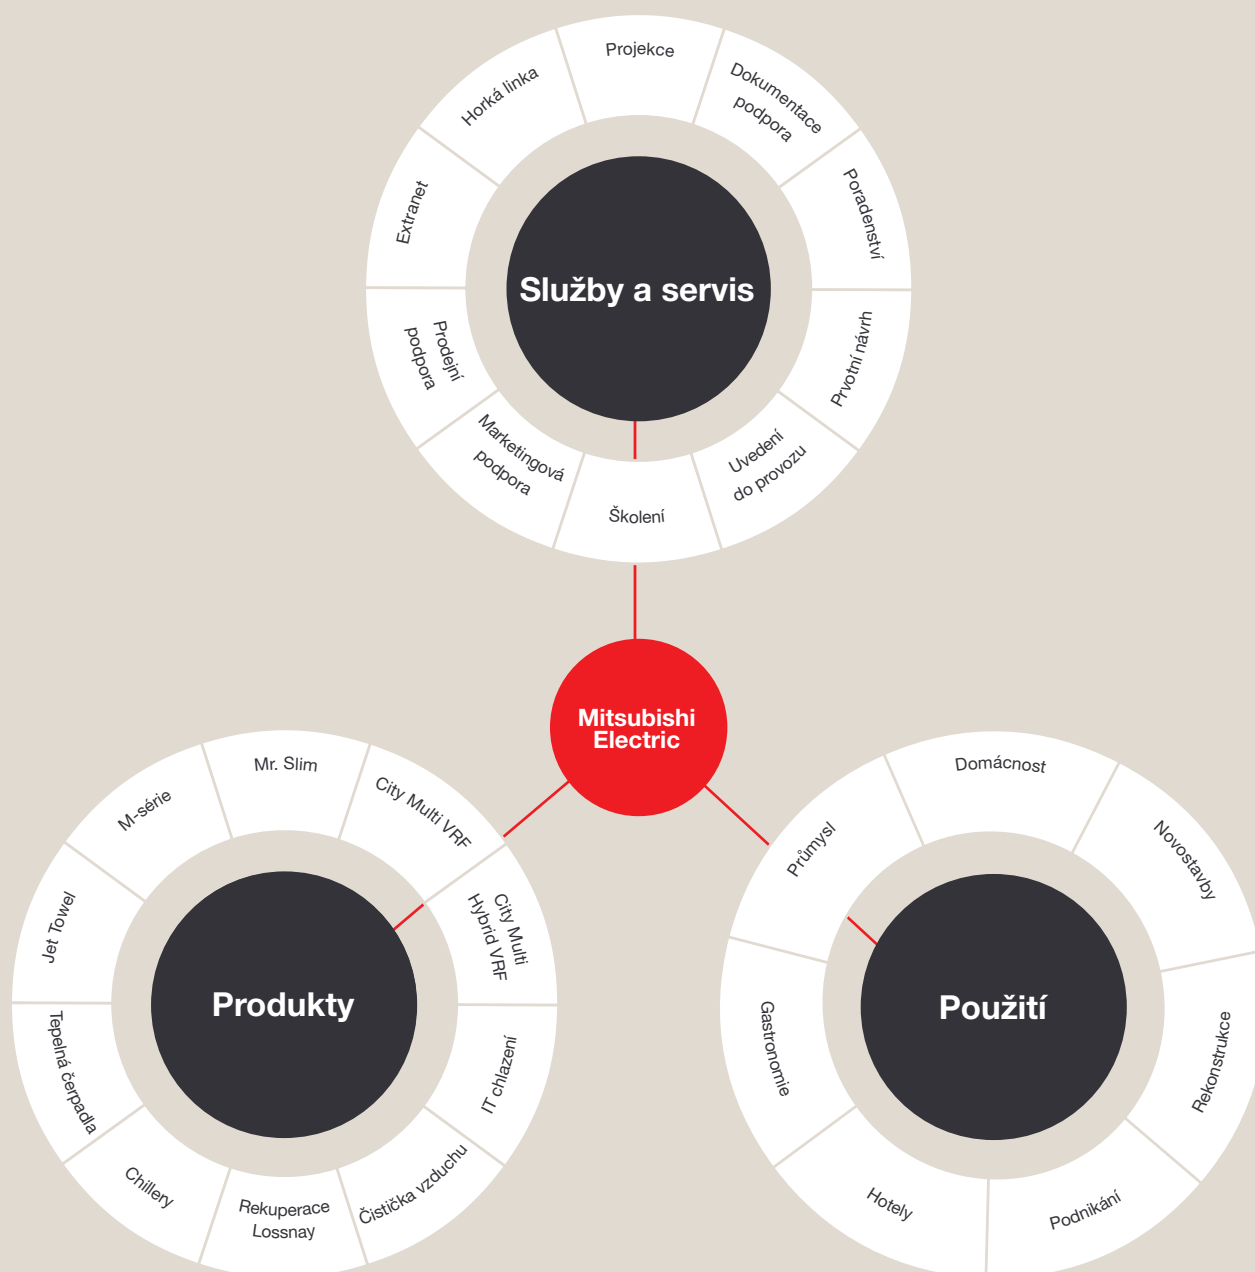 Projekce
Dokumentace
podpora
Poradenství
Prvotní návrh
Uvedení
do provozu
Školení
Marketingová
podpora
Prodejní
podpora
Extranet
Horká linka
Služby a servis
Mitsubishi
Electric
Mr. Slim
City Multi VRF
City Multi
Hybrid VRF
IT chlazení
Čistička vzduchu
Rekuperace
Lossnay
Chillery
Tepelná čerpadla
Jet Towel
M-série
Produkty
Domácnost
Novostavby
Rekonstrukce
Podnikání
Hotely
Gastronomie
Průmysl
Použití